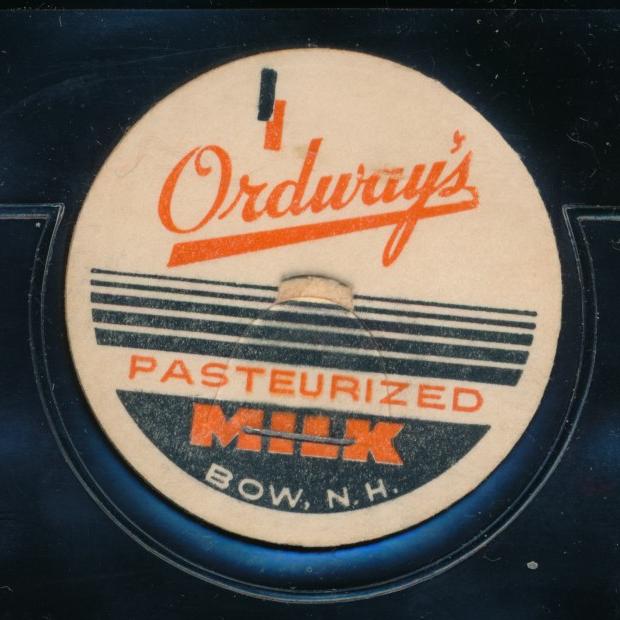 Ordway's
PASTEURIZED
MILK
BOW, N.H.